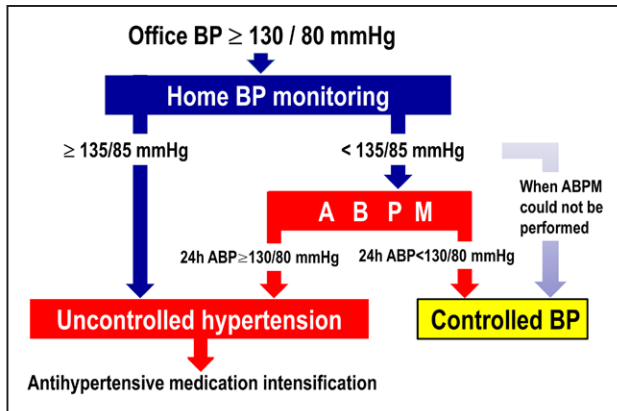 Office BP ≥ 130 / 80 mmHg
Home BP monitoring
≥ 135/85 mmHg
< 135/85 mmHg
When ABPM
could not be
performed
A B P M
24h ABP≥130/80 mmHg
24h ABP<130/80 mmHg
Uncontrolled hypertension
Controlled BP
Antihypertensive medication intensification